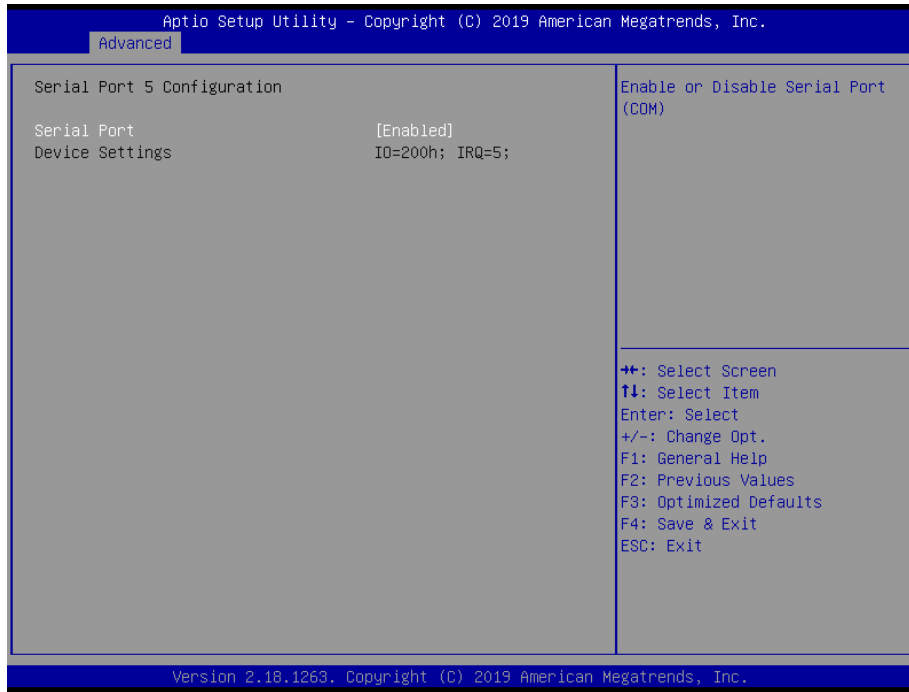 Aptio Setup Utility – Copyright (C) 2019 American Megatrends, Inc.
Advanced
Serial Port 5 Configuration
Serial Port [Enabled]
Device Settings IO=200h; IRQ=5;
Enable or Disable Serial Port
(COM)
→←: Select Screen
↑↓: Select Item
Enter: Select
+/-: Change Opt.
F1: General Help
F2: Previous Values
F3: Optimized Defaults
F4: Save & Exit
ESC: Exit
Version 2.18.1263. Copyright (C) 2019 American Megatrends, Inc.